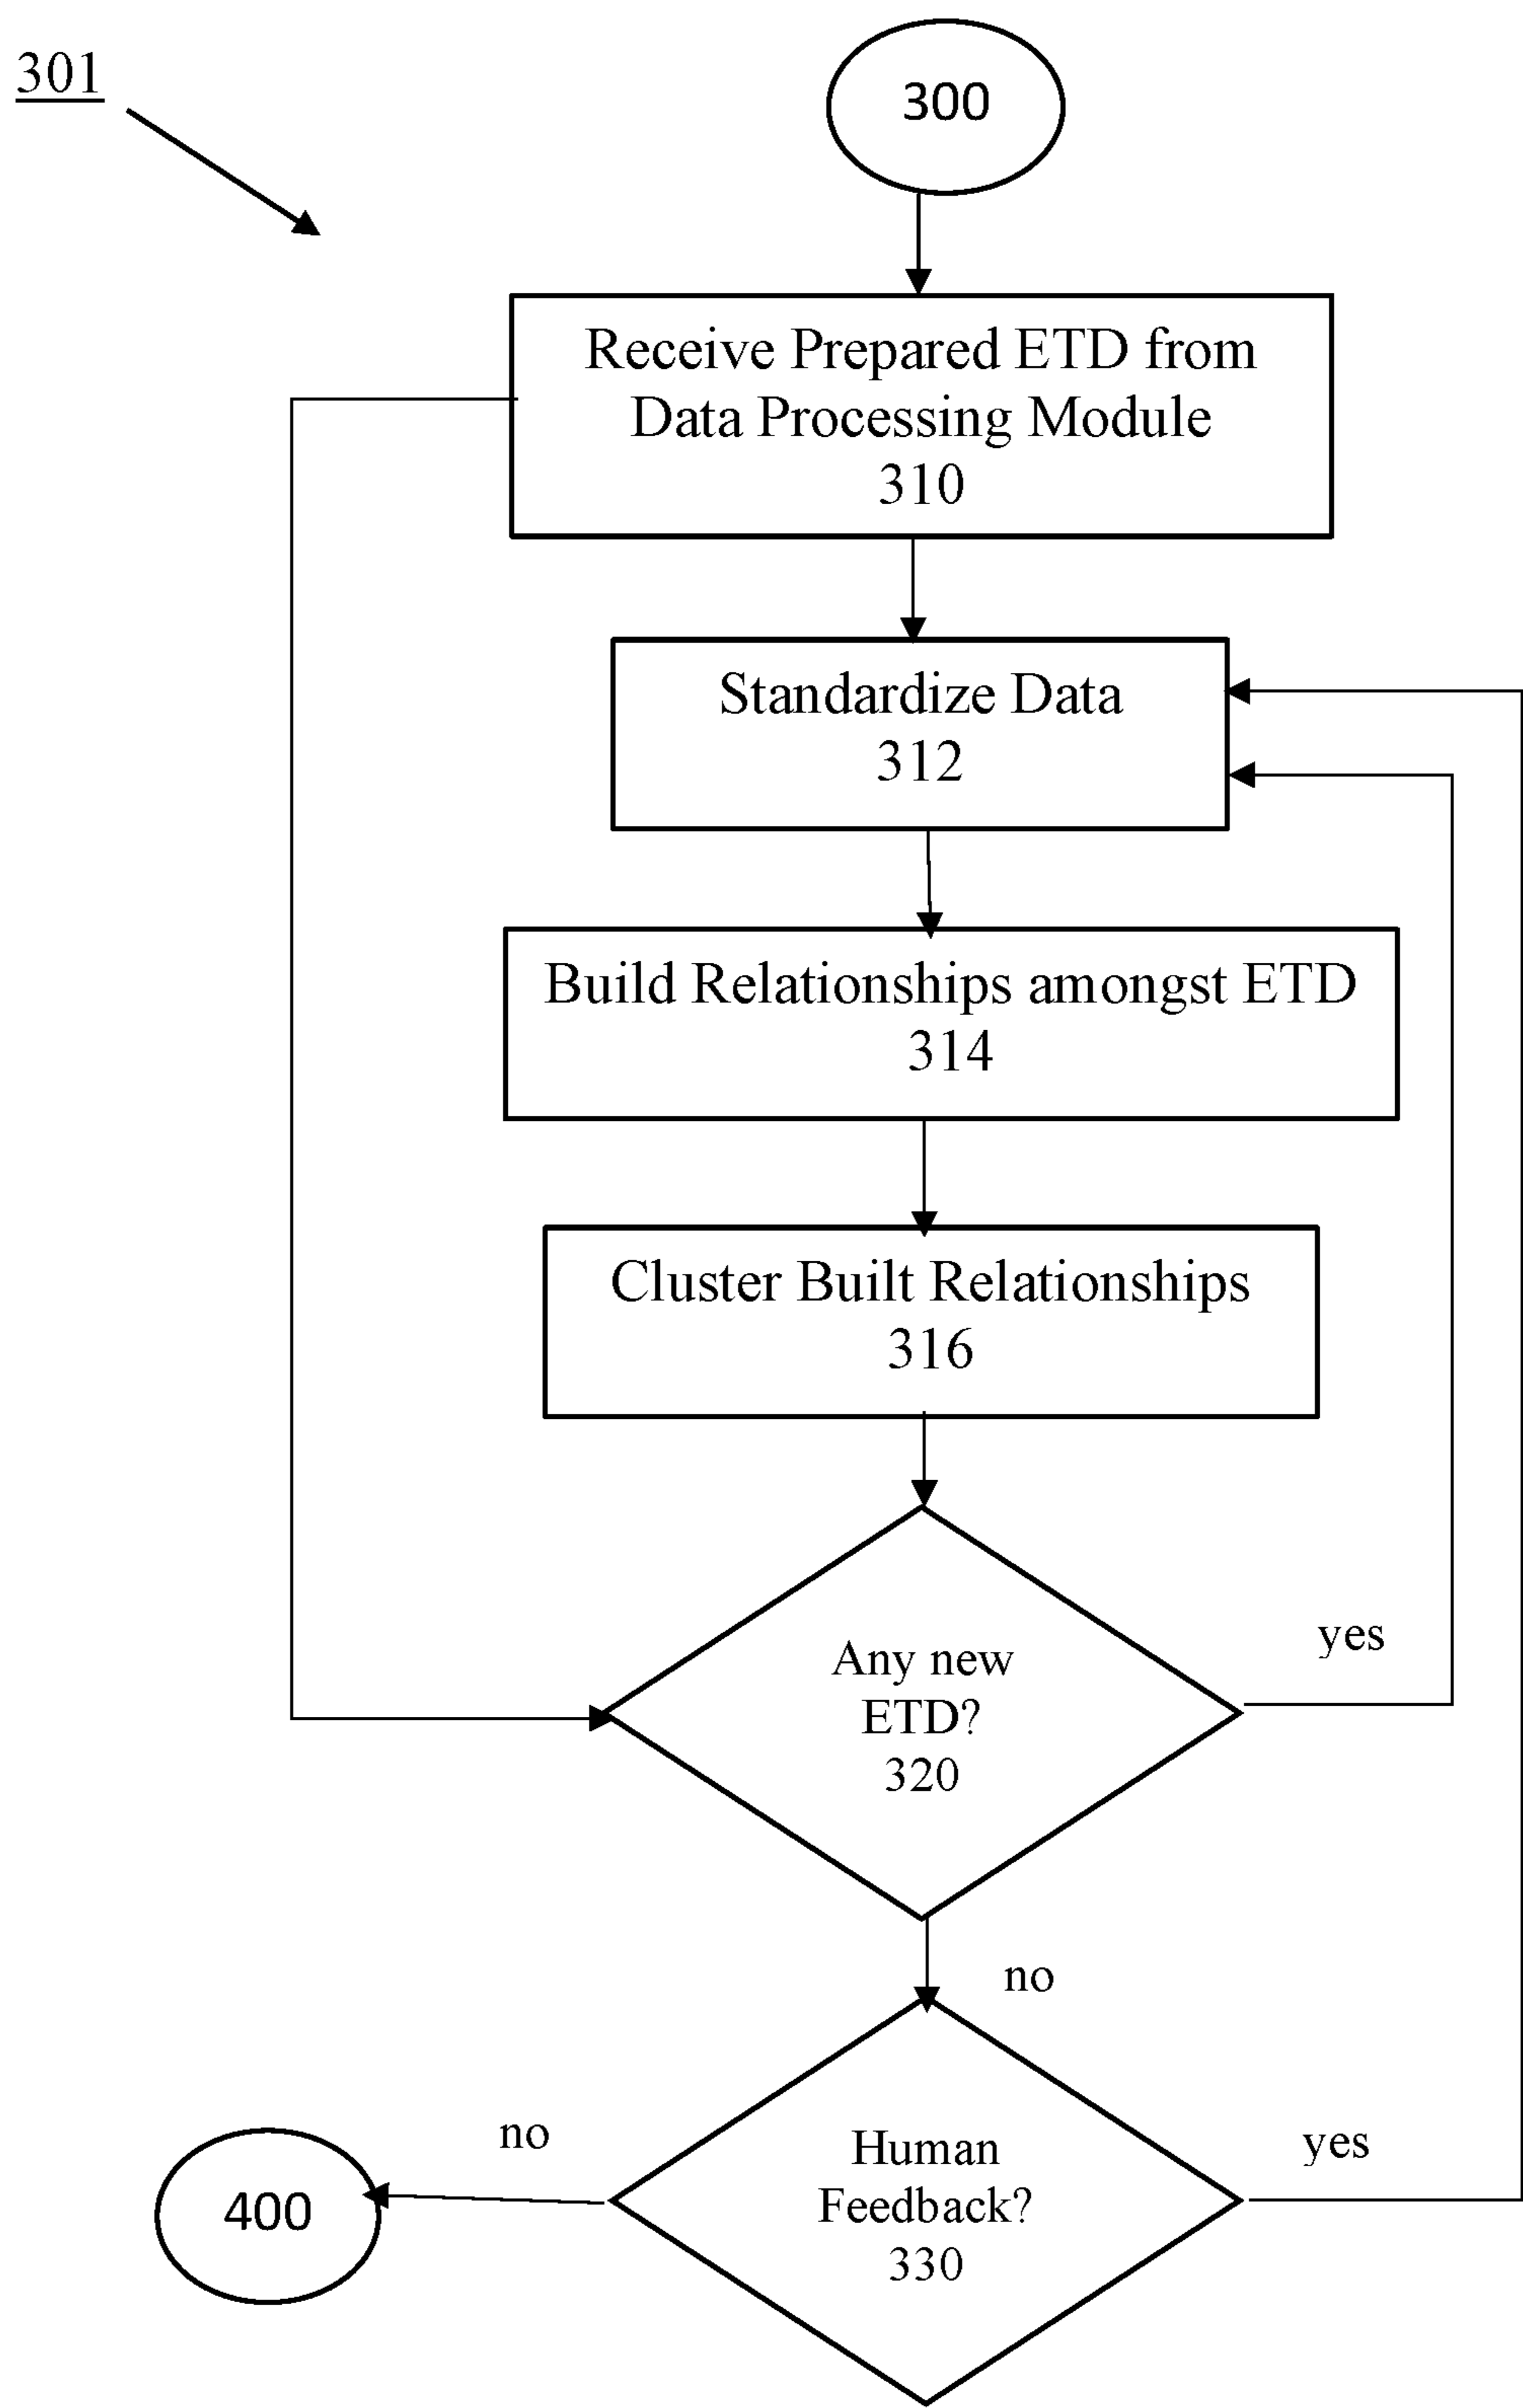 301
300
Receive Prepared ETD from
Data Processing Module
310
Standardize Data
312
Build Relationships amongst ETD
314
Cluster Built Relationships
316
Any new
ETD?
320
yes
no
Human
Feedback?
330
yes
no
400